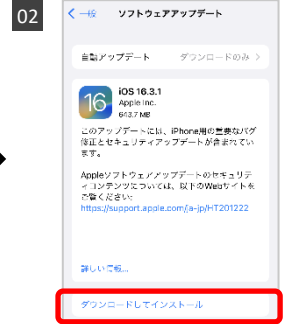 02
く 一般 ソフトウェアアップデート
自動アップデート ダウンロードのみ >
16
iOS 16.3.1
Apple Inc.
643.7 MB
このアップデートには、iPhone用の重要なバグ
修正とセキュリティアップデートが含まれてい
ます。
Appleソフトウェアアップデートのセキュリテ
ィコンテンツについては、以下のWebサイトを
ご覧ください:
https://support.apple.com/ja-jp/HT201222
詳しい情報...
ダウンロードしてインストール